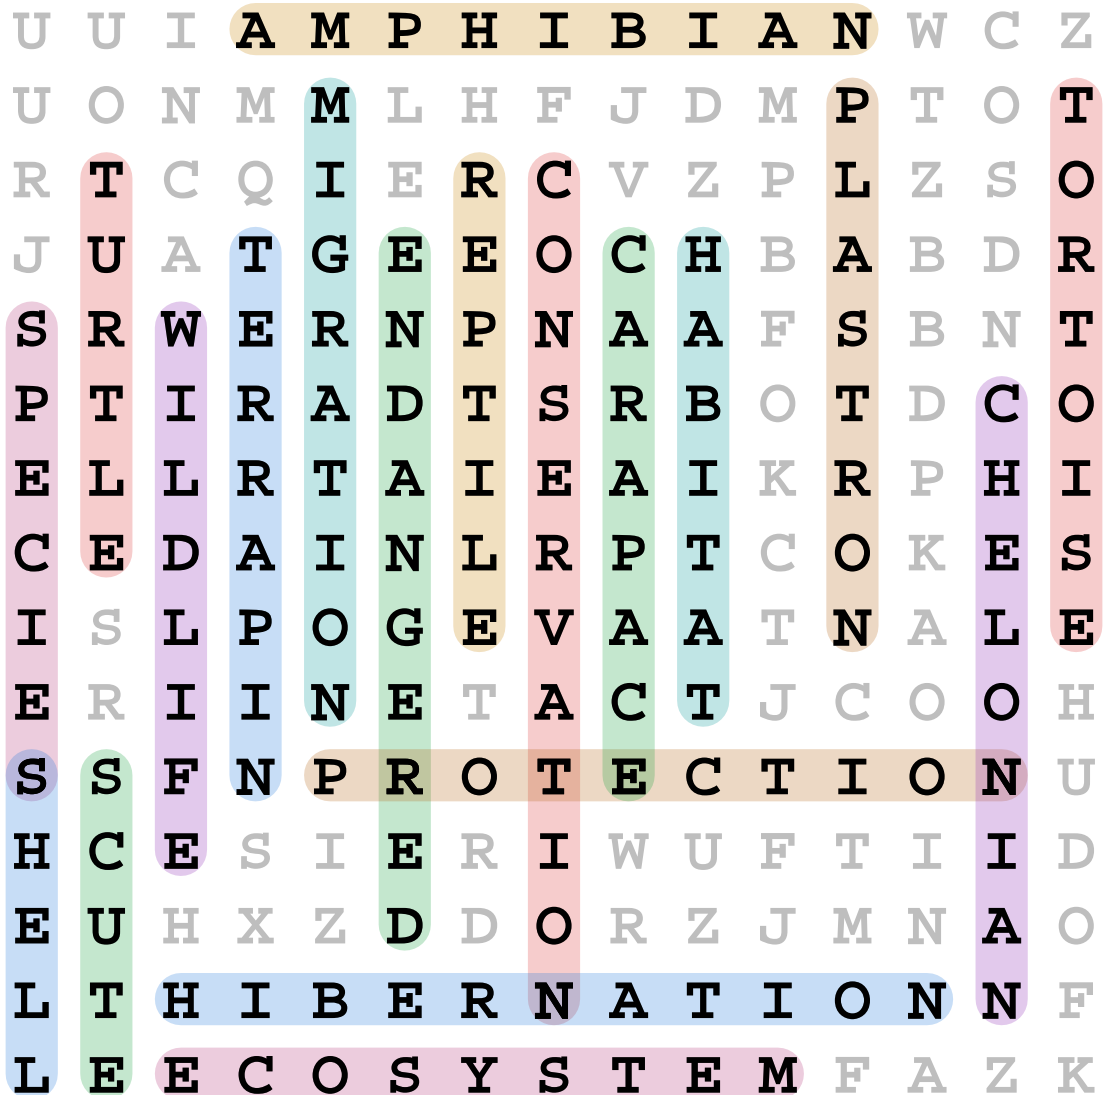 U U I A M P H I B I A N W C Z
U O N M M L H F J D M P T O T
R T C Q I E R C V Z P L Z S O
J U A T G E E O C H B A B D R
S R W E R N P N A A F S B N T
P T I R A D T S R B O T D C O
E L L R T A I E A I K R P H I
C E D A I N L R P T C O K E S
I S L P O G E V A A T N A L E
E R I I N E T A C T J C O O H
S S F N P R O T E C T I O N U
H C E S I E R I W U F T I I D
E U H X Z D D O R Z J M N A O
L T H I B E R N A T I O N N F
L E E C O S Y S T E M F A Z K